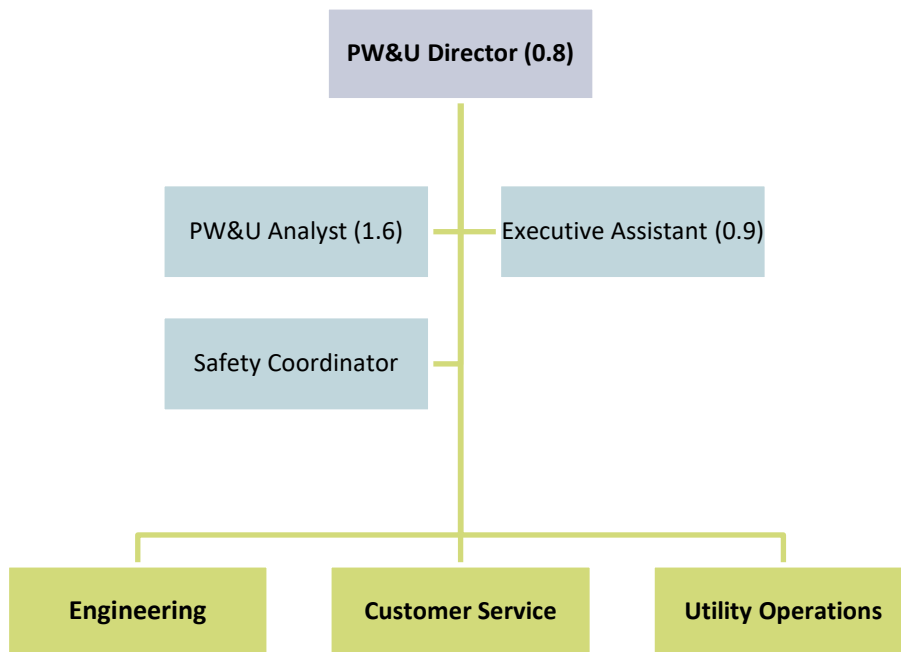 PW&U Director (0.8)
PW&U Analyst (1.6)
Executive Assistant (0.9)
Safety Coordinator
Engineering
Customer Service
Utility Operations